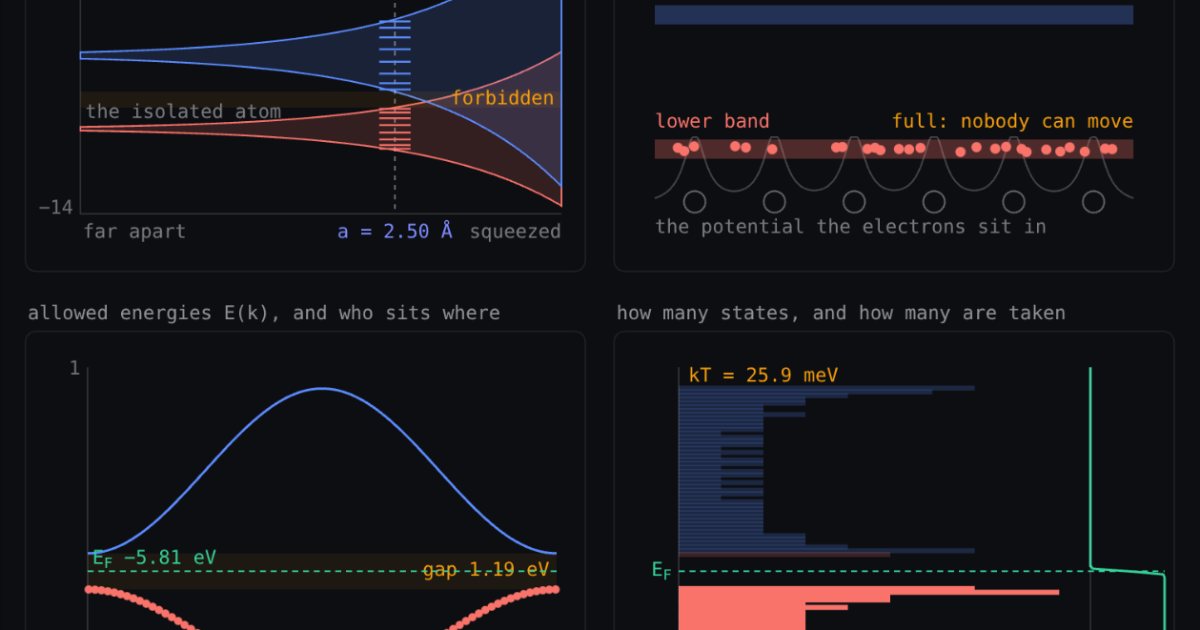 forbidden
the isolated atom
−14
far apart
a = 2.50 Å
squeezed
lower band
full: nobody can move
the potential the electrons sit in
allowed energies E(k), and who sits where
1
E_F −5.81 eV
gap 1.19 eV
how many states, and how many are taken
kT = 25.9 meV
E_F